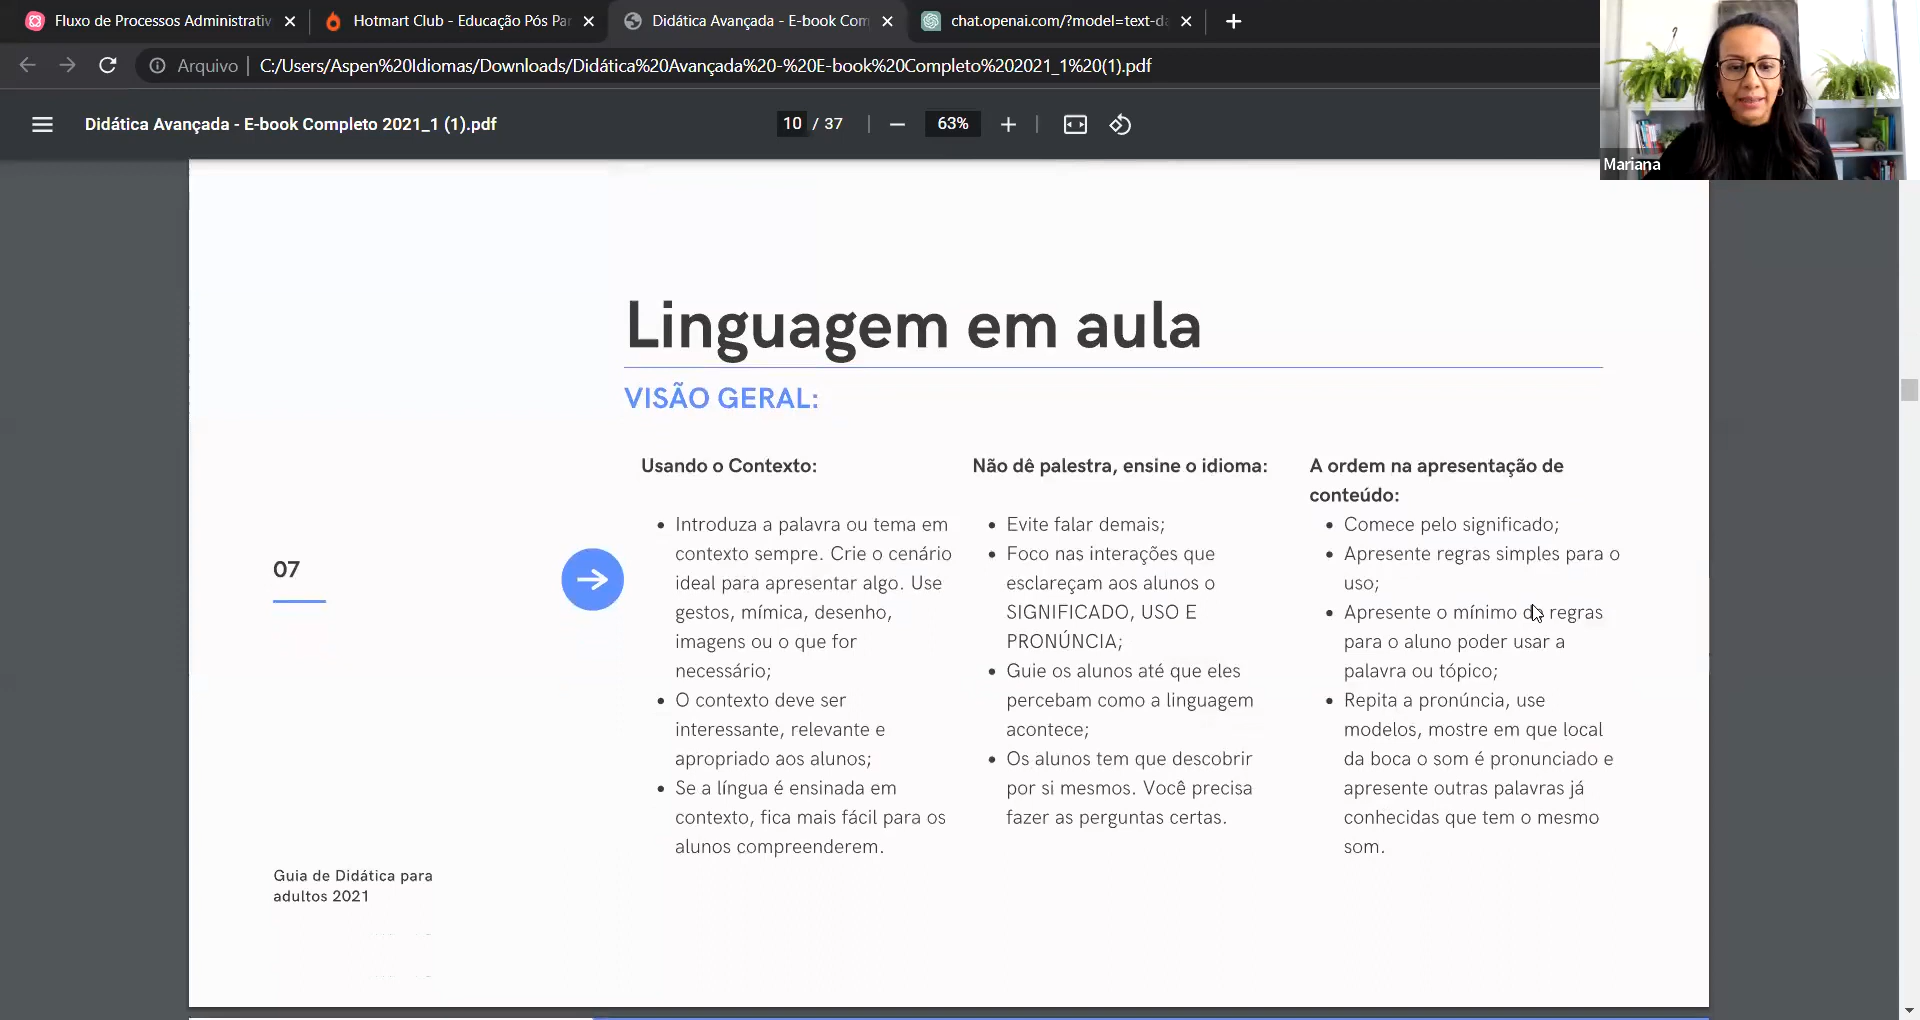 Fluxo de Processos Administrativ
Hotmart Club - Educação Pós Par
Didática Avançada - E-book Com
chat.openai.com/?model=text-da
Arquivo
C:/Users/Aspen%20Idiomas/Downloads/Didática%20Avançada%20-%20E-book%20Completo%202021_1%20(1).pdf
Didática Avançada - E-book Completo 2021_1 (1).pdf
10 / 37
63%
Mariana
Linguagem em aula
VISÃO GERAL:
07
Usando o Contexto:
• Introduza a palavra ou tema em
contexto sempre. Crie o cenário
ideal para apresentar algo. Use
gestos, mímica, desenho,
imagens ou o que for
necessário;
• O contexto deve ser
interessante, relevante e
apropriado aos alunos;
• Se a língua é ensinada em
contexto, fica mais fácil para os
alunos compreenderem.
Não dê palestra, ensine o idioma:
• Evite falar demais;
• Foco nas interações que
esclareçam aos alunos o
SIGNIFICADO, USO E
PRONÚNCIA;
• Guie os alunos até que eles
percebam como a linguagem
acontece;
• Os alunos tem que descobrir
por si mesmos. Você precisa
fazer as perguntas certas.
A ordem na apresentação de
conteúdo:
• Comece pelo significado;
• Apresente regras simples para o
uso;
• Apresente o mínimo de regras
para o aluno poder usar a
palavra ou tópico;
• Repita a pronúncia, use
modelos, mostre em que local
da boca o som é pronunciado e
apresente outras palavras já
conhecidas que tem o mesmo
som.
Guia de Didática para
adultos 2021